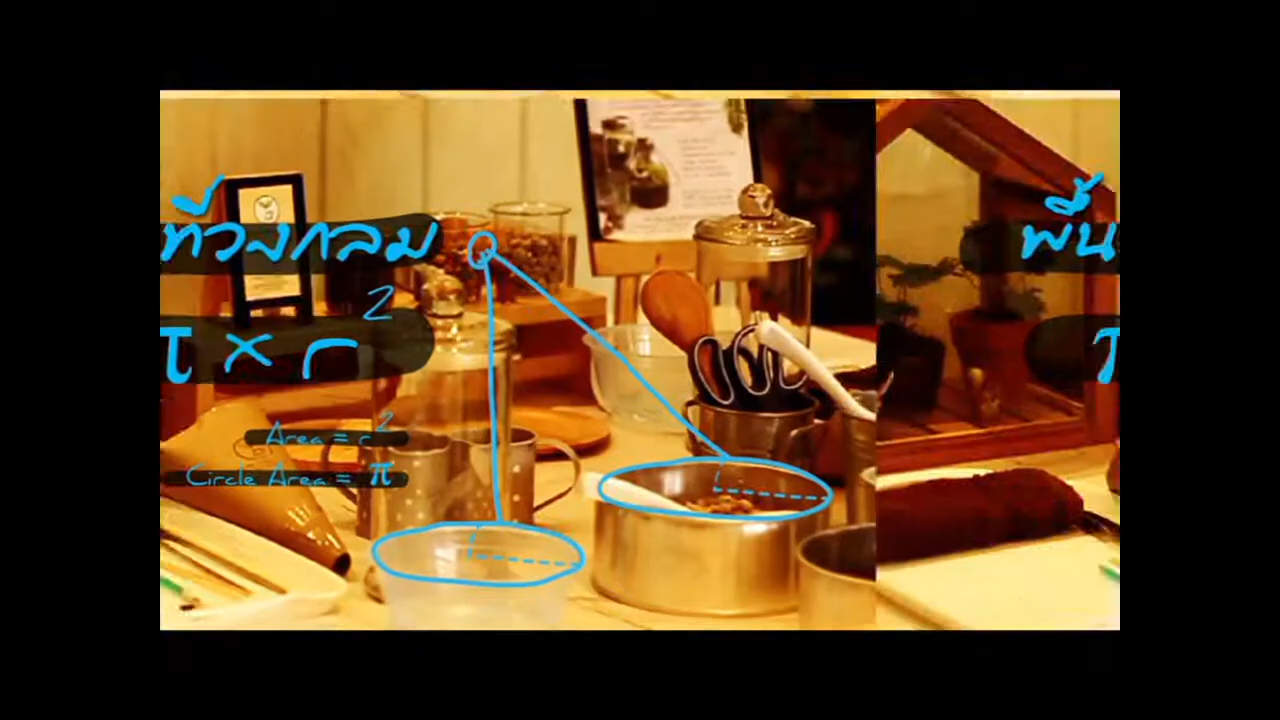 ที่วงกลม
π × r²
Area = r²
Circle Area = π
พื้น